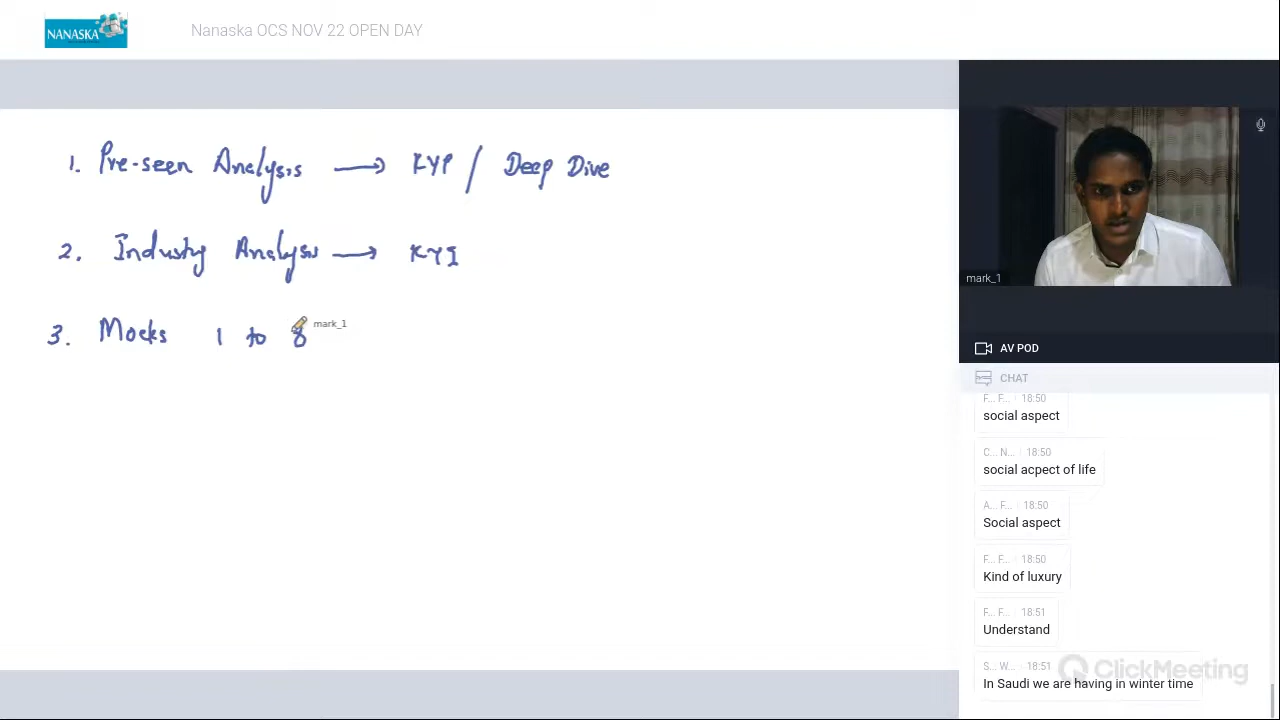 NANASKA
Nanaska OCS NOV 22 OPEN DAY
1. Pre-seen Analysis → KYP / Deep Dive
2. Industry Analysis → KYI
3. Mocks 1 to 8
mark_1
mark_1
AV POD
CHAT
F... F... 18:50
social aspect
C... N... 18:50
social acpect of life
A... F... 18:50
Social aspect
F... F... 18:50
Kind of luxury
F... F... 18:51
Understand
S... W... 18:51
In Saudi we are having in winter time
ClickMeeting